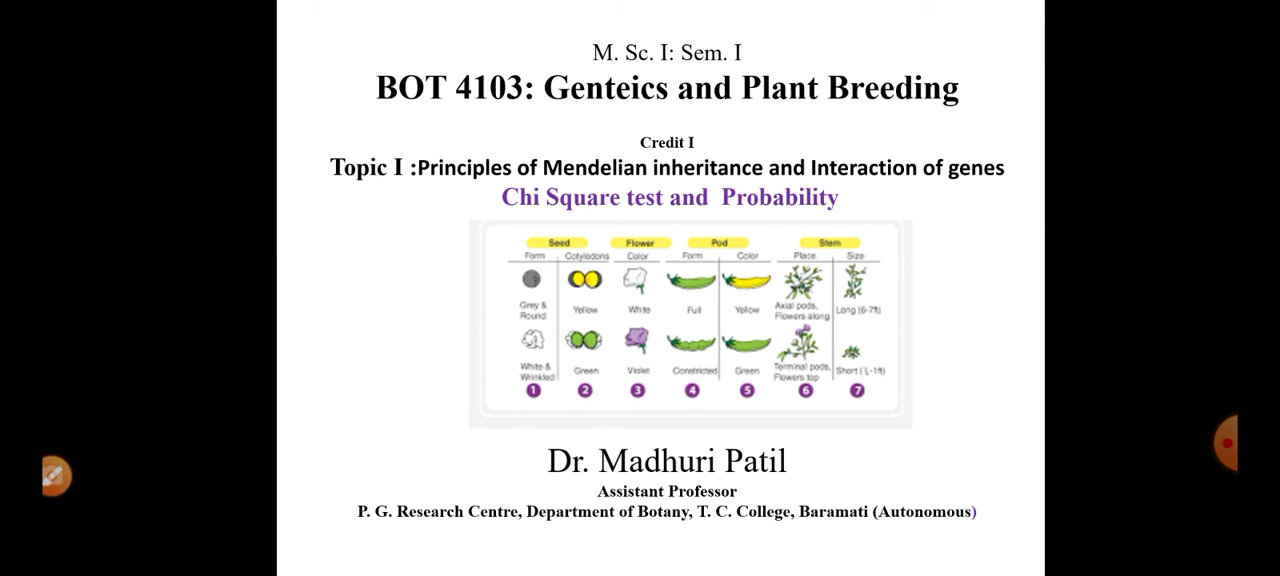 M. Sc. I: Sem. I
BOT 4103: Genteics and Plant Breeding
Credit I
Topic I :Principles of Mendelian inheritance and Interaction of genes
Chi Square test and Probability
Seed Flower Pod Stem
Form Cotyledons Color Form Color Place Size
Grey & Round Yellow White Full Yellow Axial pods, Flowers along Long (6-7ft)
White & Wrinkled Green Violet Constricted Green Terminal pods, Flowers top Short ( -1ft)
1 2 3 4 5 6 7
Dr. Madhuri Patil
Assistant Professor
P. G. Research Centre, Department of Botany, T. C. College, Baramati (Autonomous)